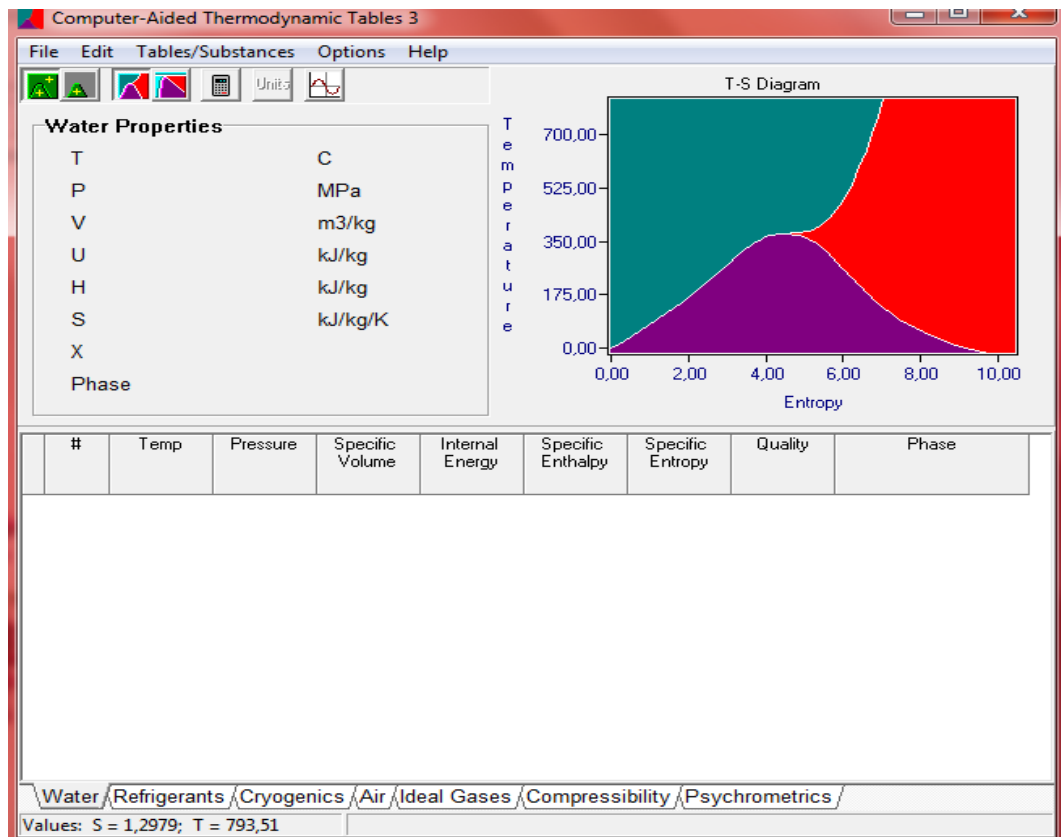 Computer-Aided Thermodynamic Tables 3
File Edit Tables/Substances Options Help
Units
Water Properties
T C
P MPa
V m3/kg
U kJ/kg
H kJ/kg
S kJ/kg/K
X
Phase
T-S Diagram
Temperature
700,00
525,00
350,00
175,00
0,00
0,00 2,00 4,00 6,00 8,00 10,00
Entropy
# Temp Pressure Specific Volume Internal Energy Specific Enthalpy Specific Entropy Quality Phase
Water Refrigerants Cryogenics Air Ideal Gases Compressibility Psychrometrics
Values: S = 1,2979; T = 793,51